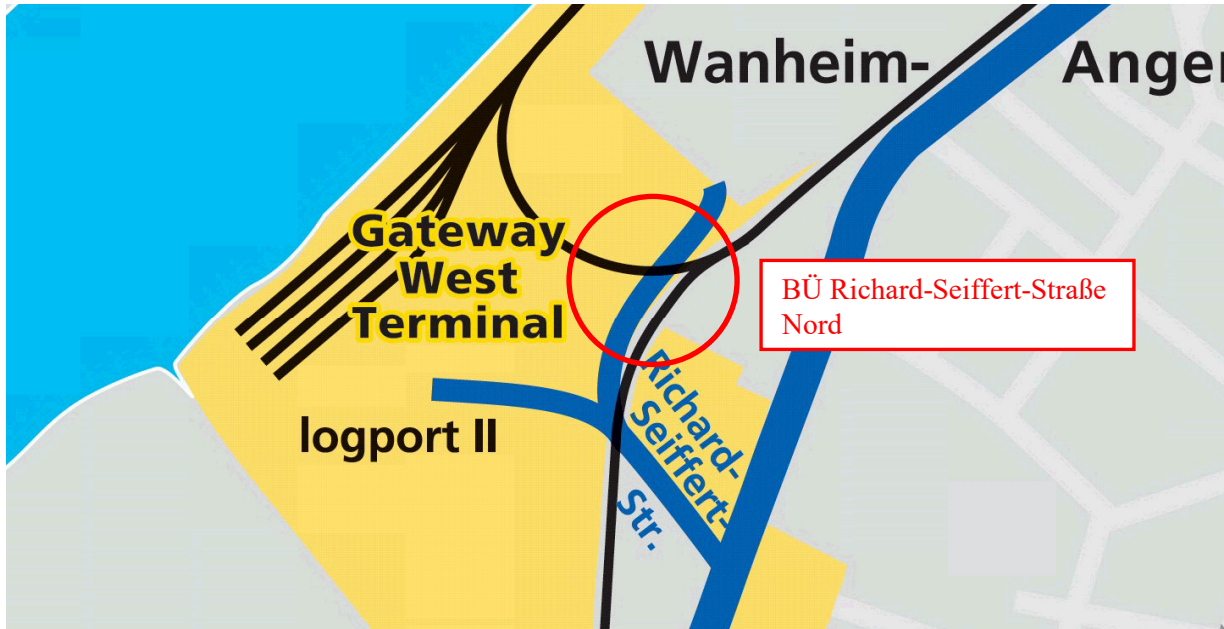 Wanheim- Anger
Gateway
West
Terminal
BÜ Richard-Seiffert-Straße
Nord
Richard-
Seiffert-
Str.
logport II